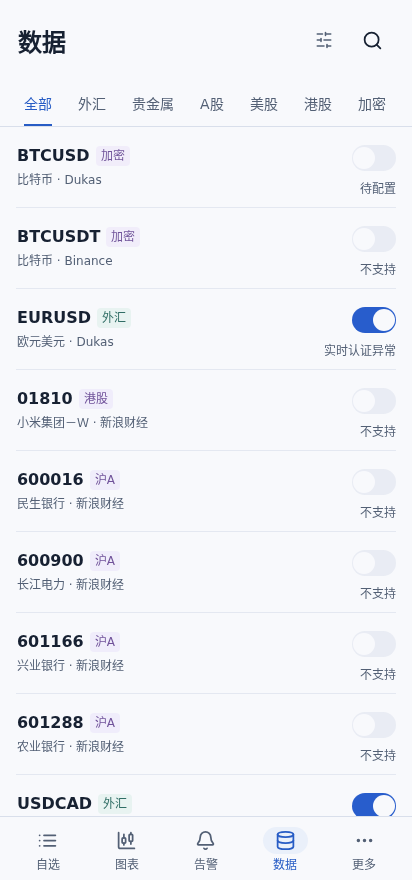 数据
全部 外汇 贵金属 A股 美股 港股 加密
BTCUSD 加密
比特币 · Dukas
待配置
BTCUSDT 加密
比特币 · Binance
不支持
EURUSD 外汇
欧元美元 · Dukas
实时认证异常
01810 港股
小米集团－W · 新浪财经
不支持
600016 沪A
民生银行 · 新浪财经
不支持
600900 沪A
长江电力 · 新浪财经
不支持
601166 沪A
兴业银行 · 新浪财经
不支持
601288 沪A
农业银行 · 新浪财经
不支持
USDCAD 外汇
自选 图表 告警 数据 更多